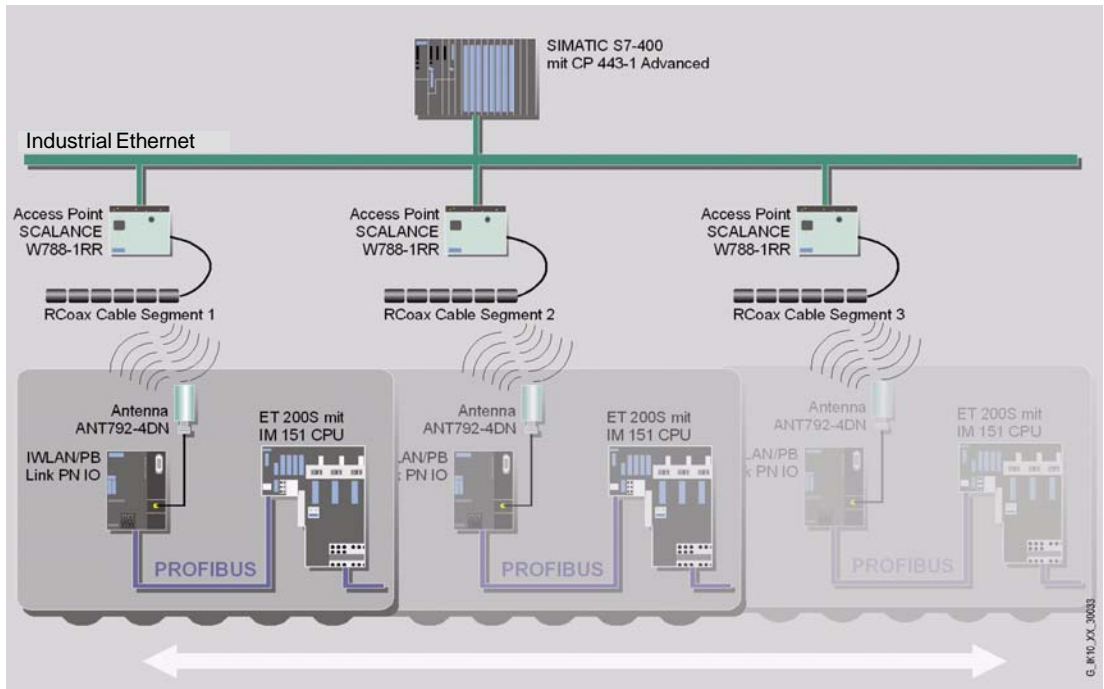 SIMATIC S7-400
mit CP 443-1 Advanced
Industrial Ethernet
Access Point
SCALANCE
W788-1RR
Access Point
SCALANCE
W788-1RR
Access Point
SCALANCE
W788-1RR
RCoax Cable Segment 1
RCoax Cable Segment 2
RCoax Cable Segment 3
Antenna
ANT792-4DN
ET 200S mit
IM 151 CPU
IWLAN/PB
Link PN IO
PROFIBUS
Antenna
ANT792-4DN
ET 200S mit
IM 151 CPU
LAN/PB
PN IO
PROFIBUS
Antenna
ANT792-4DN
ET 200S mit
IM 151 CPU
LAN/PB
PN IO
PROFIBUS
G_IK10_XX_30033